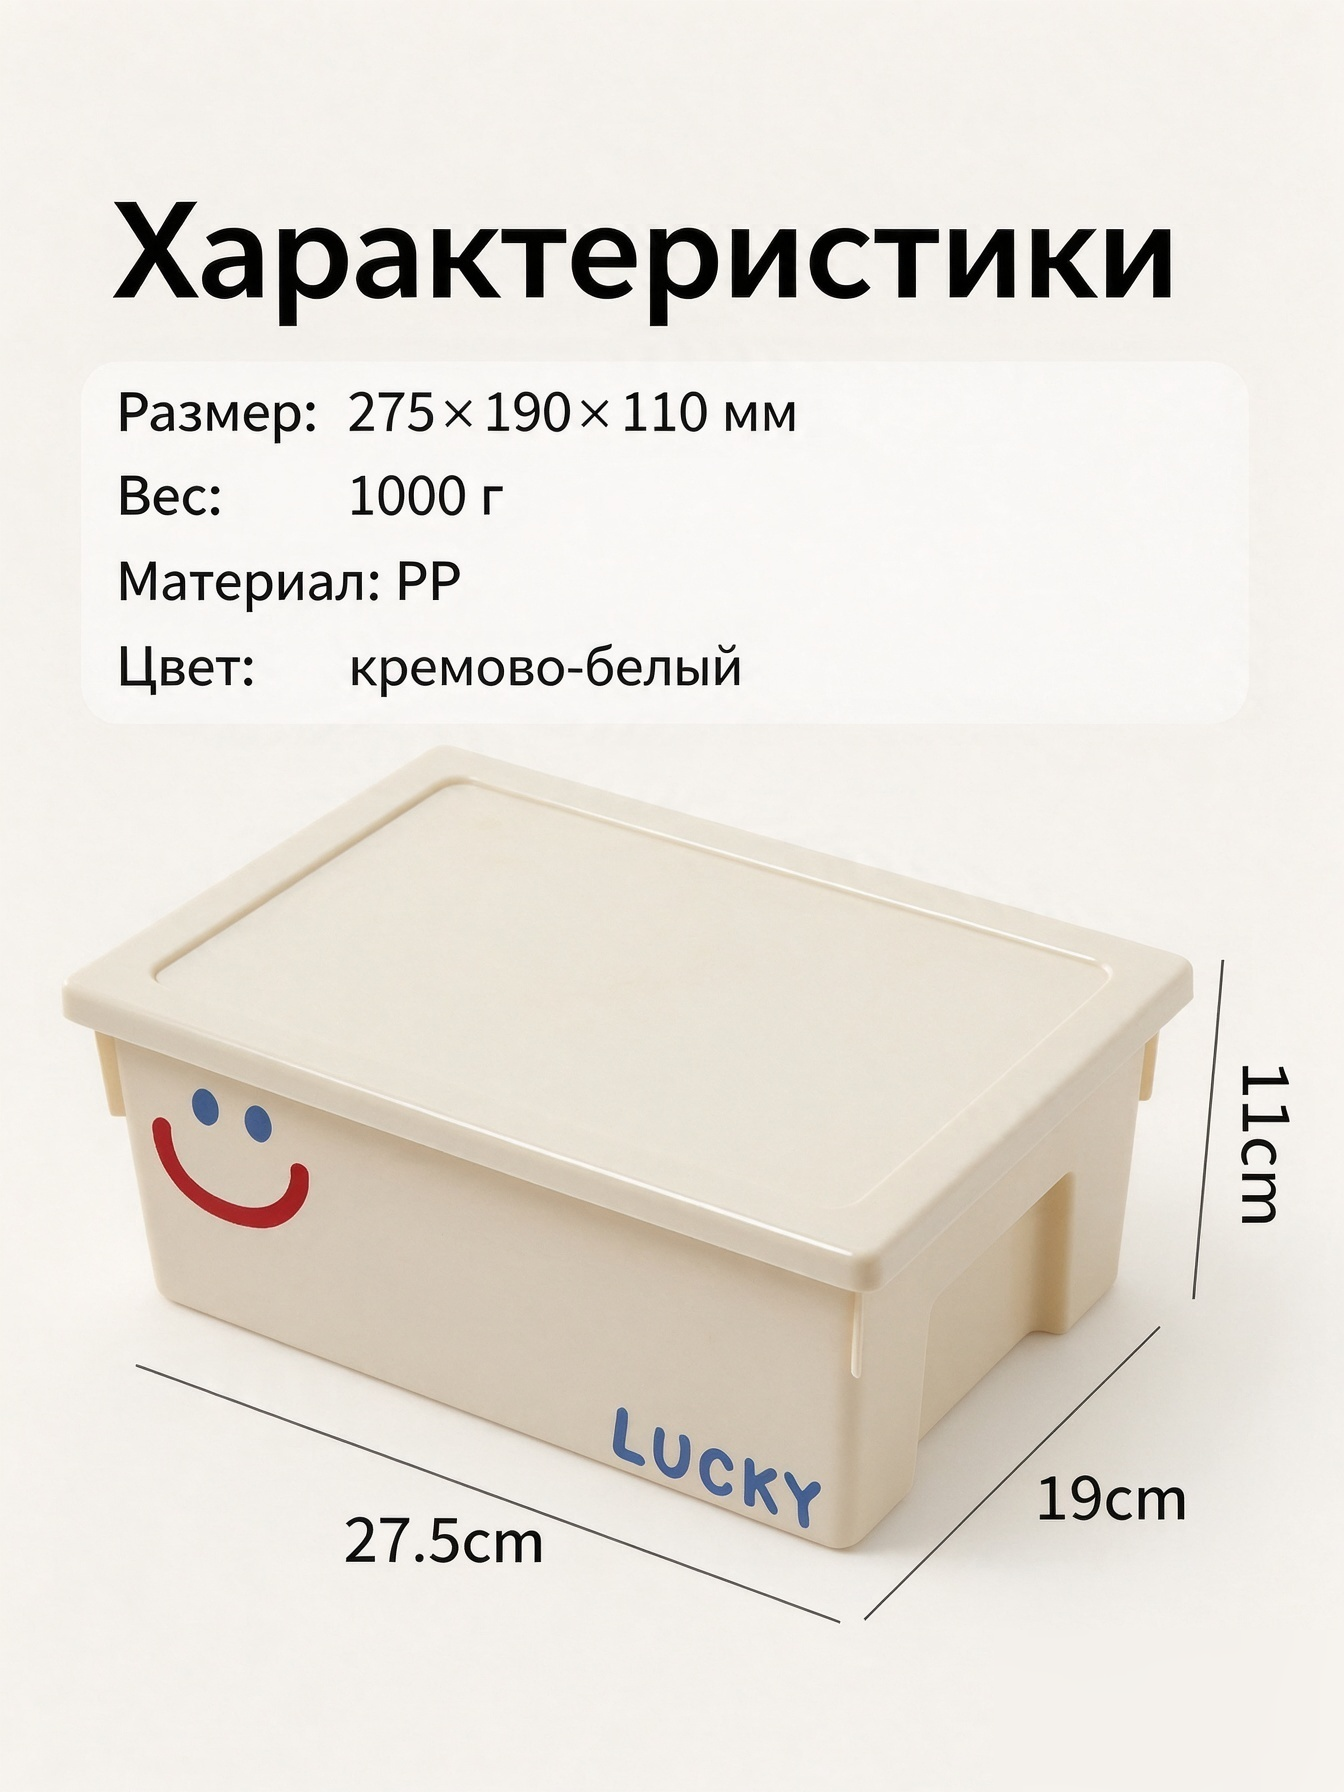 Характеристики
Размер: 275×190×110 мм
Вес: 1000 г
Материал: PP
Цвет: кремово-белый
11cm
LUCKY
19cm
27.5cm